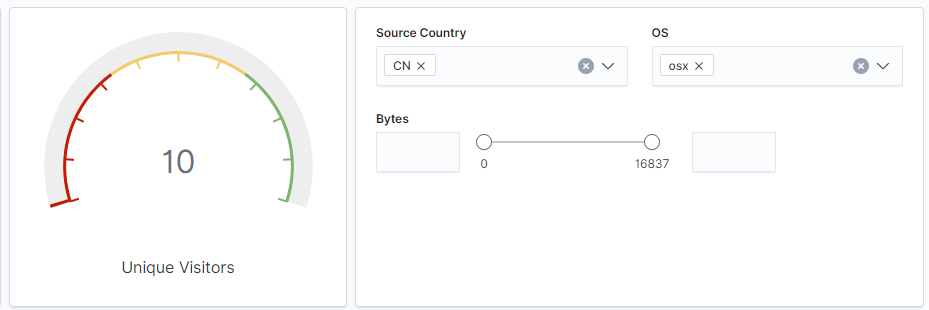 10
Unique Visitors
Source Country
CN
OS
osx
Bytes
0
16837